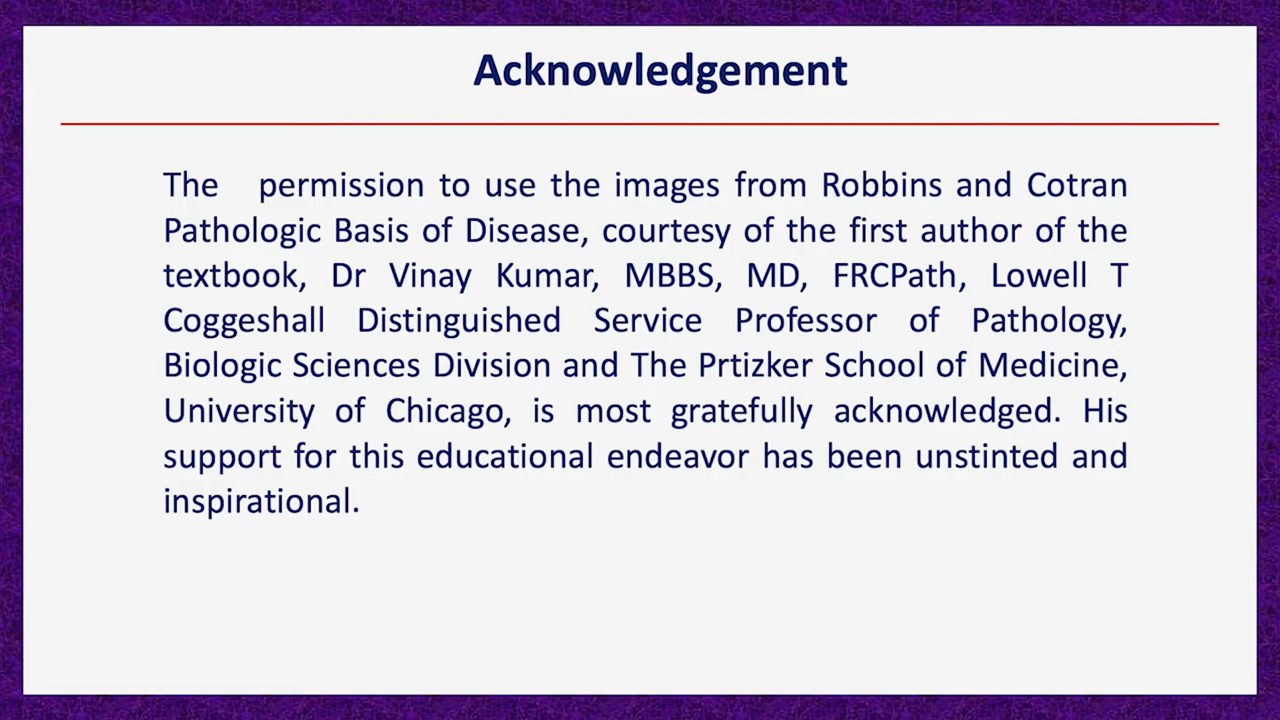 Acknowledgement
The permission to use the images from Robbins and Cotran
Pathologic Basis of Disease, courtesy of the first author of the
textbook, Dr Vinay Kumar, MBBS, MD, FRCPath, Lowell T
Coggeshall Distinguished Service Professor of Pathology,
Biologic Sciences Division and The Prtizker School of Medicine,
University of Chicago, is most gratefully acknowledged. His
support for this educational endeavor has been unstinted and
inspirational.